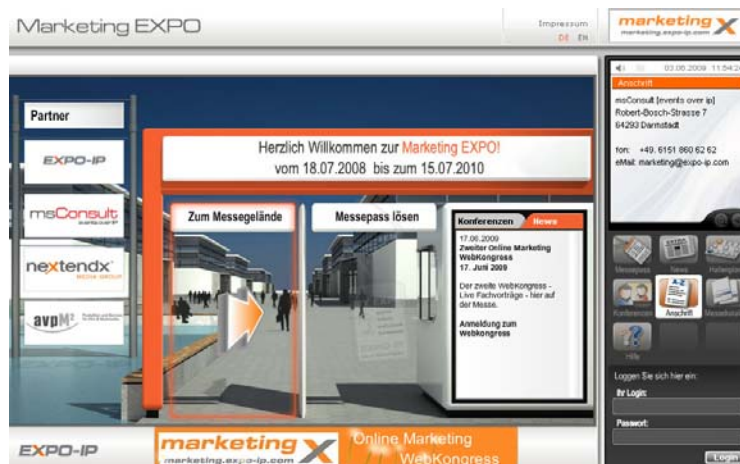 Marketing EXPO
Impressum
DE EN
marketing X
marketing.expo-ip.com
Partner
EXPO-IP
msConsult
nextendx
MEDIA GROUP
avpM²
Herzlich Willkommen zur Marketing EXPO!
vom 18.07.2008 bis zum 15.07.2010
Zum Messegelände
Messepass lösen
Konferenzen News
17.06.2009
Zweiter Online Marketing
WebKongress
17. Juni 2009
Der zweite WebKongress -
Live Fachvorträge - hier auf
der Messe.
Anmeldung zum
Webkongress
03.06.2009 11:54:2
Anschrift
msConsult [events over ip]
Robert-Bosch-Strasse 7
64293 Darmstadt
fon: +49. 6151 860 62 62
eMail: marketing@expo-ip.com
Messepass News Hallenplan
EXTRA
A-Z
Konferenzen Anschrift
Hilfe
Loggen Sie sich hier ein:
Ihr Login:
Passwort:
Login
EXPO-IP
marketing X
marketing.expo-ip.com
Online Marketing
WebKongress